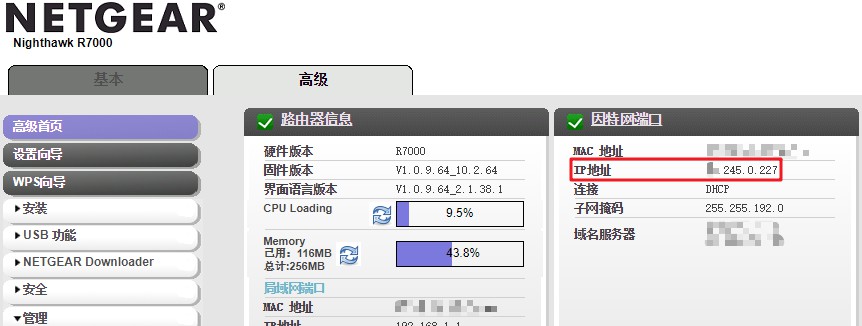 NETGEAR®
Nighthawk R7000
基本
高级
高级首页
设置向导
WPS向导
安装
USB 功能
NETGEAR Downloader
安全
管理
路由器信息
硬件版本 R7000
固件版本 V1.0.9.64_10.2.64
界面语言版本 V1.0.9.64_2.1.38.1
CPU Loading 9.5%
Memory
己用：116MB 43.8%
总计:256MB
局域网端口
MAC 地址
IP地址 192.168.1.1
因特网端口
MAC 地址
IP地址 .245.0.227
连接 DHCP
子网掩码 255.255.192.0
域名服务器